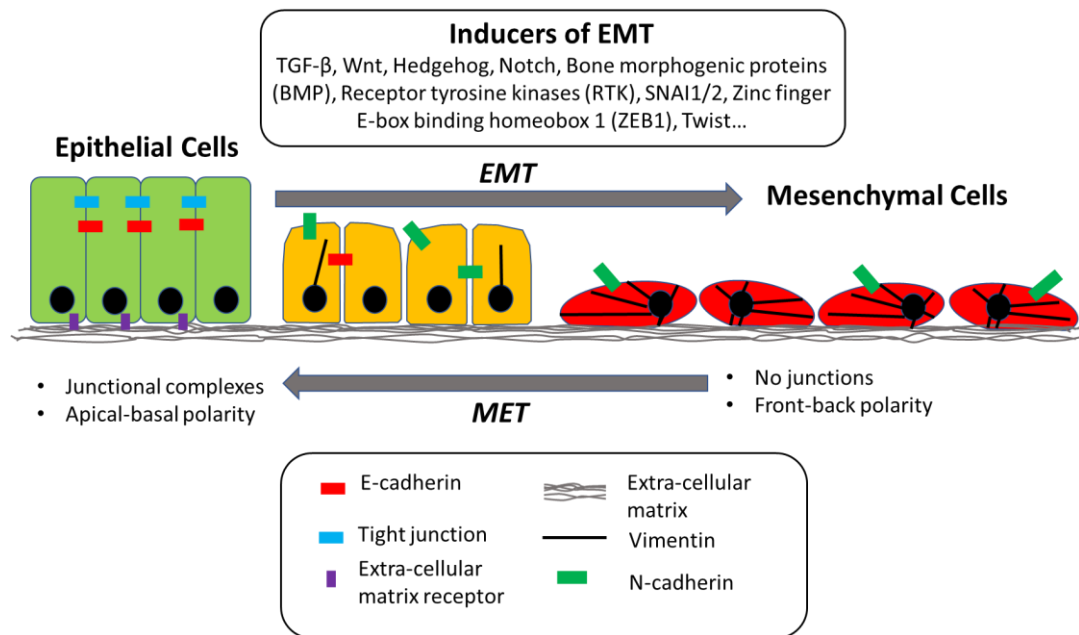 Inducers of EMT
TGF-β, Wnt, Hedgehog, Notch, Bone morphogenic proteins
(BMP), Receptor tyrosine kinases (RTK), SNAI1/2, Zinc finger
E-box binding homeobox 1 (ZEB1), Twist...
Epithelial Cells
EMT
Mesenchymal Cells
• Junctional complexes
• Apical-basal polarity
MET
• No junctions
• Front-back polarity
E-cadherin
Tight junction
Extra-cellular
matrix receptor
Extra-cellular
matrix
Vimentin
N-cadherin